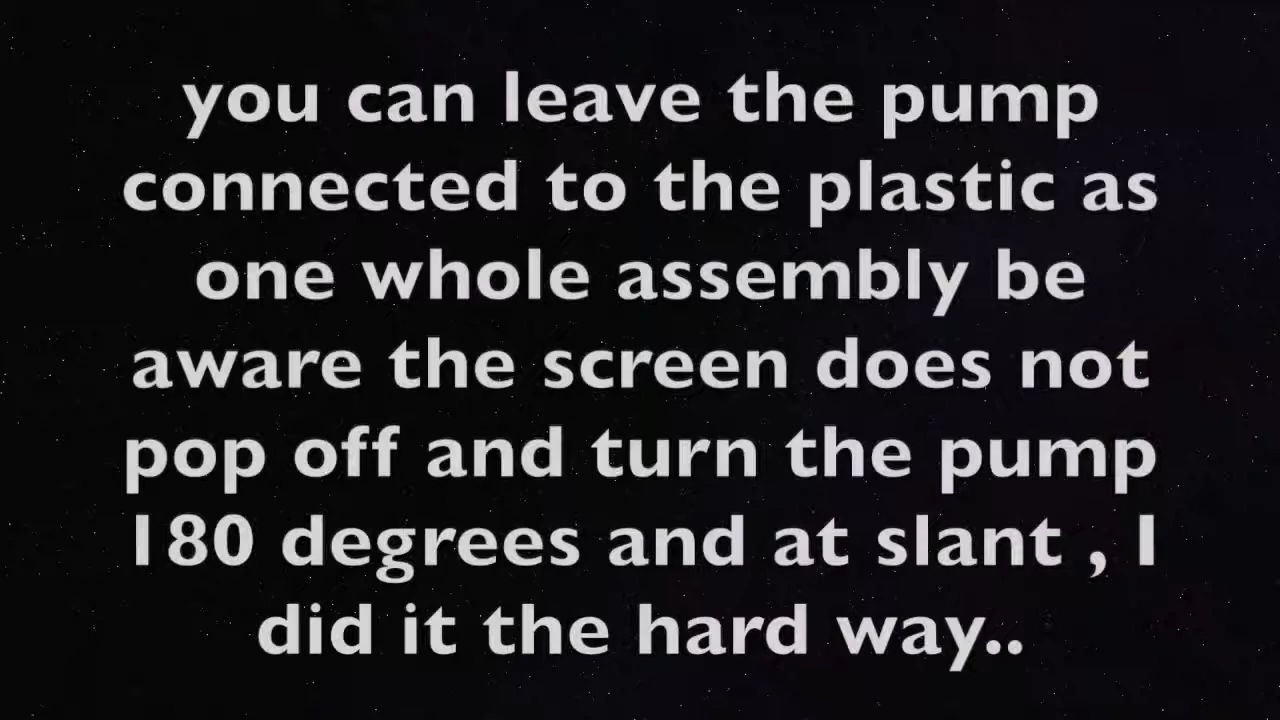 you can leave the pump
connected to the plastic as
one whole assembly be
aware the screen does not
pop off and turn the pump
180 degrees and at slant , I
did it the hard way..